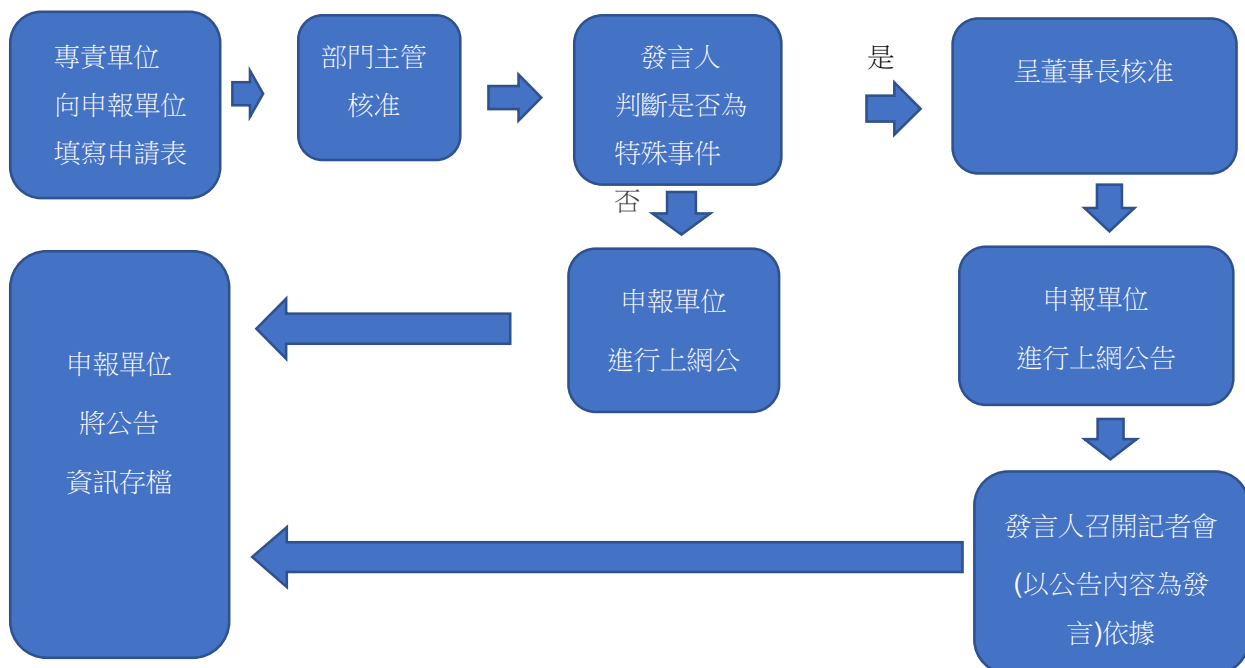 專責單位
向申報單位
填寫申請表
部門主管
核准
發言人
判斷是否為
特殊事件
是
呈董事長核准
否
申報單位
進行上網公
申報單位
進行上網公告
申報單位
將公告
資訊存檔
發言人召開記者會
(以公告內容為發
言)依據